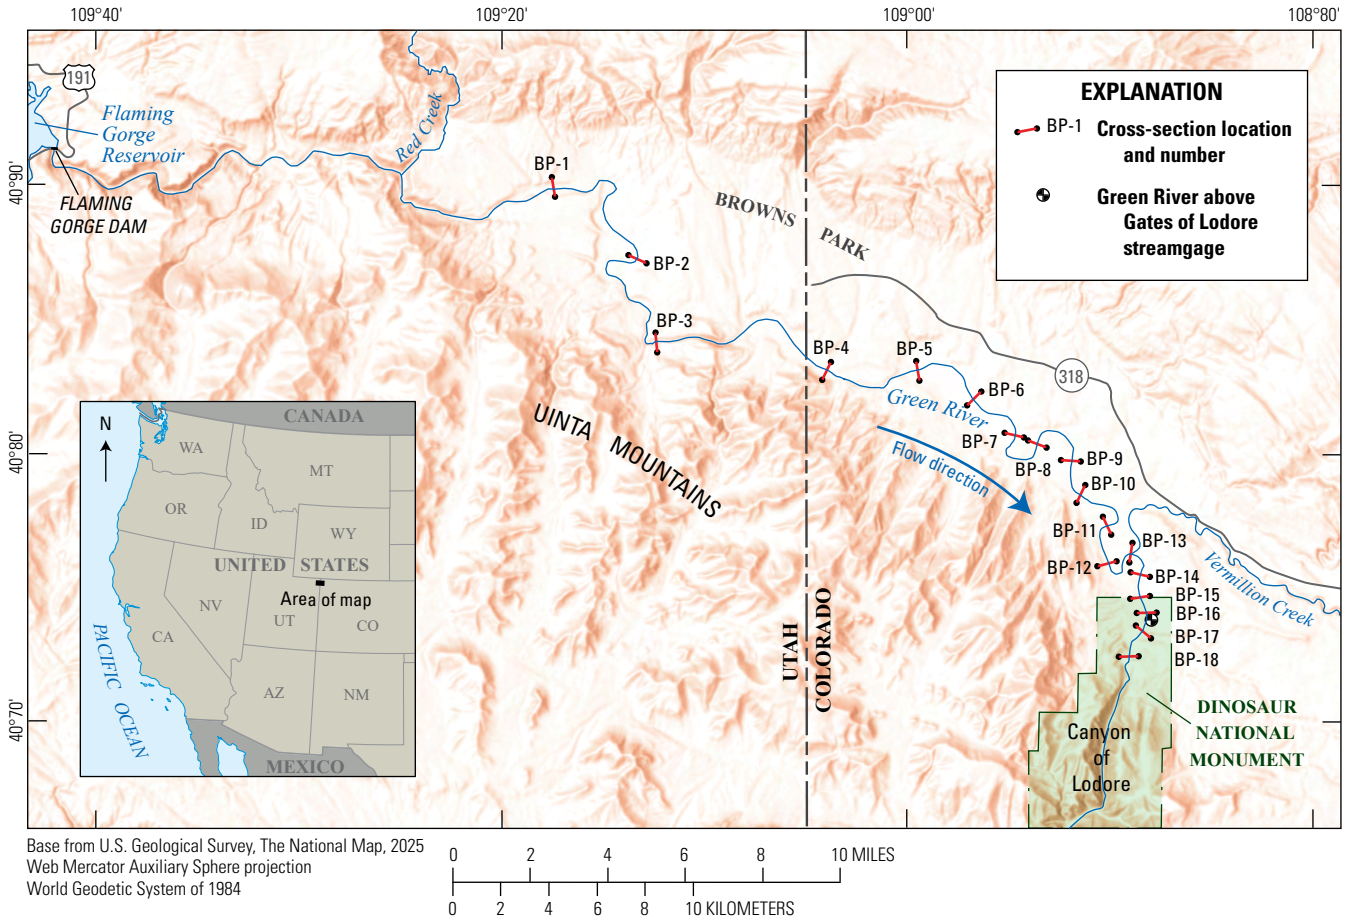 109°40'
109°20'
109°00'
108°80'
191
Flaming
Gorge
Reservoir
FLAMING
GORGE DAM
Red Creek
BP-1
BP-2
BP-3
BROWNS PARK
EXPLANATION
BP-1 Cross-section location
and number
Green River above
Gates of Lodore
streamgage
40°90'
40°80'
40°70'
BP-4
BP-5
BP-6
318
Green River
Flow direction
BP-7
BP-8
BP-9
BP-10
BP-11
BP-12
BP-13
BP-14
BP-15
BP-16
BP-17
BP-18
Vermillion Creek
UINTA MOUNTAINS
UTAH
COLORADO
DINOSAUR
NATIONAL
MONUMENT
Canyon
of
Lodore
N
CANADA
WA
MT
OR
ID
WY
UNITED STATES
Area of map
NV
UT
CO
CA
AZ
NM
PACIFIC OCEAN
MEXICO
Base from U.S. Geological Survey, The National Map, 2025
Web Mercator Auxiliary Sphere projection
World Geodetic System of 1984
0 2 4 6 8 10 MILES
0 2 4 6 8 10 KILOMETERS